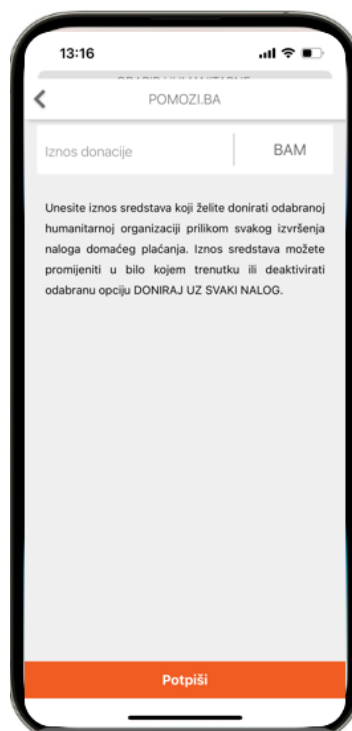 13:16
POMOZI.BA
Iznos donacije
BAM
Unesite iznos sredstava koji želite donirati odabranoj
humanitarnoj organizaciji prilikom svakog izvršenja
naloga domaćeg plaćanja. Iznos sredstava možete
promijeniti u bilo kojem trenutku ili deaktivirati
odabranu opciju DONIRAJ UZ SVAKI NALOG.
Potpiši